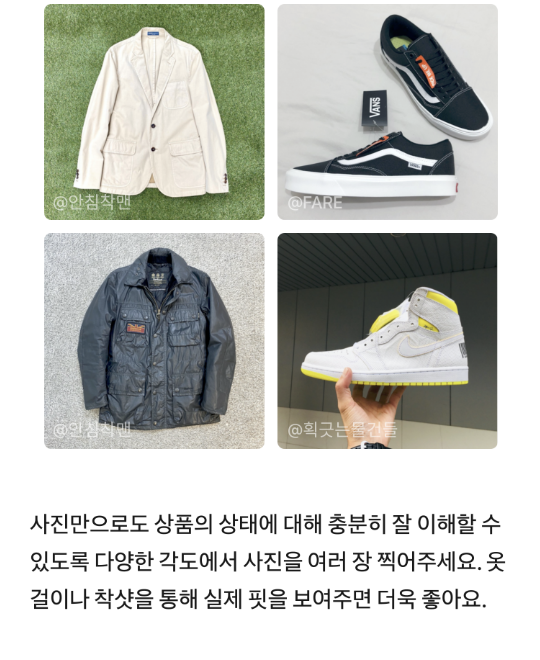 @안침착맨
VANS
@FARE
@안침착맨
@획긋는물건들
사진만으로도 상품의 상태에 대해 충분히 잘 이해할 수
있도록 다양한 각도에서 사진을 여러 장 찍어주세요. 옷
걸이나 착샷을 통해 실제 핏을 보여주면 더욱 좋아요.